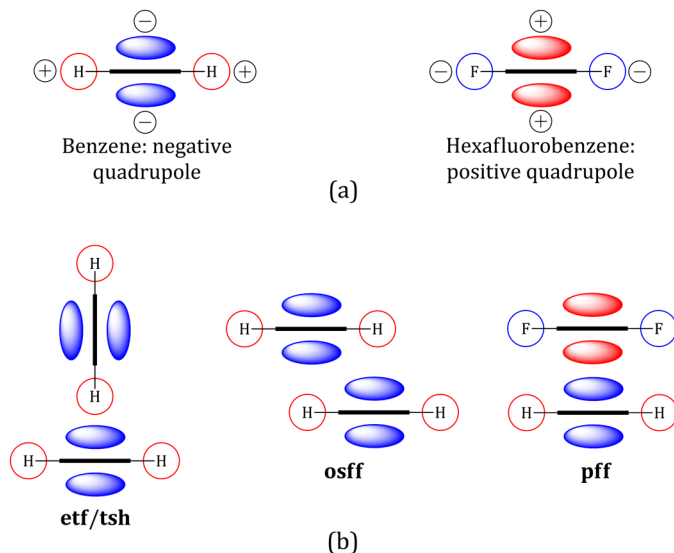 −
+ H H +
−
Benzene: negative
quadrupole
+
− F F −
+
Hexafluorobenzene:
positive quadrupole
(a)
H
H
H H
etf/tsh
H H
H H
osff
F F
H H
pff
(b)